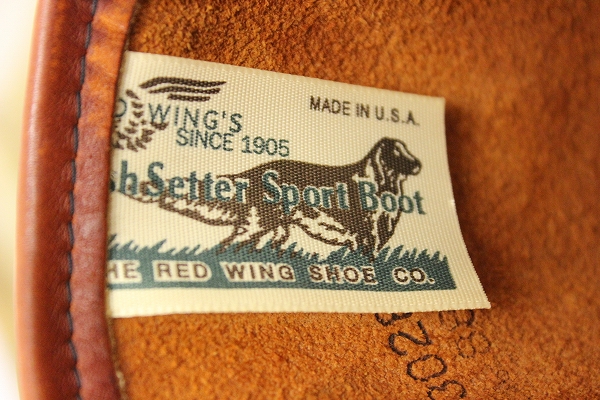 MADE IN U.S.A.
D WING'S
SINCE 1905
shSetter Sport Boot
HE RED WING SHOE CO.